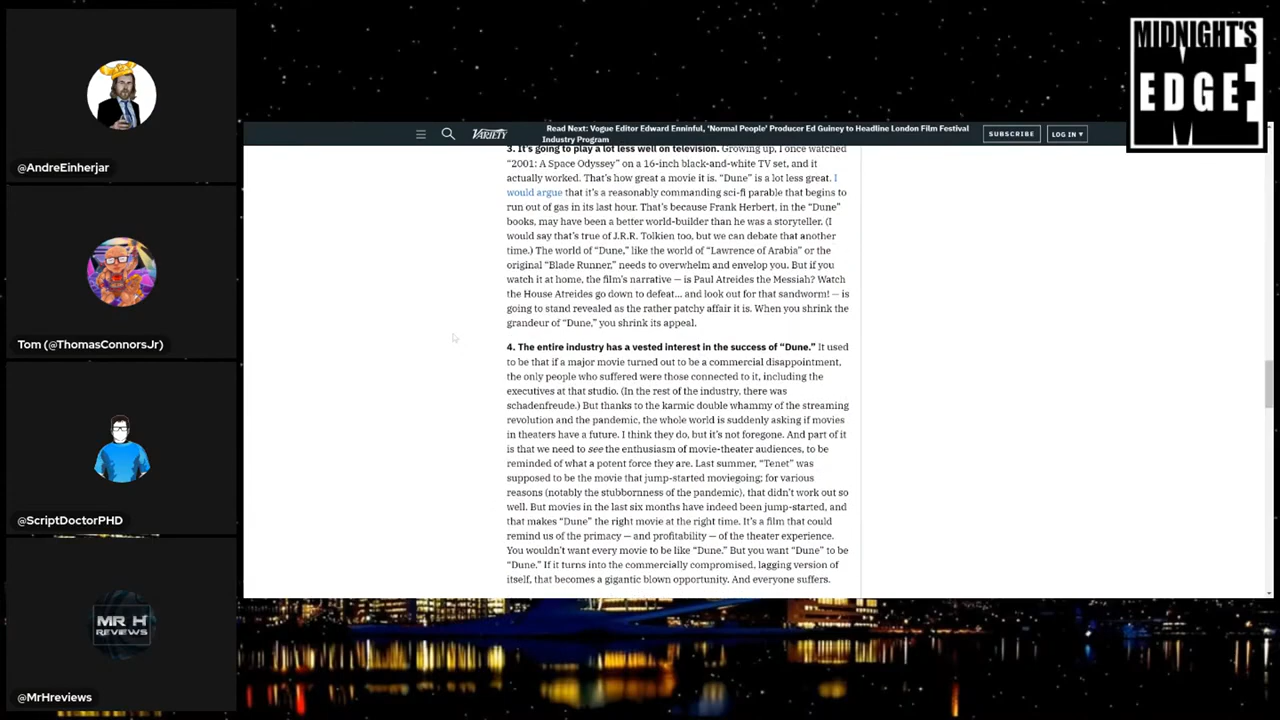 @AndreEinherjar
Tom (@ThomasConnorsJr)
@ScriptDoctorPHD
MR H
REVIEWS
@MrHreviews
MIDNIGHT'S
EDGE
VARIETY
Read Next: Vogue Editor Edward Enninful, ‘Normal People’ Producer Ed Guiney to Headline London Film Festival
Industry Program
SUBSCRIBE
LOG IN ▾
3. It’s going to play a lot less well on television. Growing up, I once watched
“2001: A Space Odyssey” on a 16-inch black-and-white TV set, and it
actually worked. That’s how great a movie it is. “Dune” is a lot less great. I
would argue that it’s a reasonably commanding sci-fi parable that begins to
run out of gas in its last hour. That’s because Frank Herbert, in the “Dune”
books, may have been a better world-builder than he was a storyteller. (I
would say that’s true of J.R.R. Tolkien too, but we can debate that another
time.) The world of “Dune,” like the world of “Lawrence of Arabia” or the
original “Blade Runner,” needs to overwhelm and envelop you. But if you
watch it at home, the film’s narrative — is Paul Atreides the Messiah? Watch
the House Atreides go down to defeat… and look out for that sandworm! — is
going to stand revealed as the rather patchy affair it is. When you shrink the
grandeur of “Dune,” you shrink its appeal.
4. The entire industry has a vested interest in the success of “Dune.” It used
to be that if a major movie turned out to be a commercial disappointment,
the only people who suffered were those connected to it, including the
executives at that studio. (In the rest of the industry, there was
schadenfreude.) But thanks to the karmic double whammy of the streaming
revolution and the pandemic, the whole world is suddenly asking if movies
in theaters have a future. I think they do, but it’s not foregone. And part of it
is that we need to see the enthusiasm of movie-theater audiences, to be
reminded of what a potent force they are. Last summer, “Tenet” was
supposed to be the movie that jump-started moviegoing; for various
reasons (notably the stubbornness of the pandemic), that didn’t work out so
well. But movies in the last six months have indeed been jump-started, and
that makes “Dune” the right movie at the right time. It’s a film that could
remind us of the primacy — and profitability — of the theater experience.
You wouldn’t want every movie to be like “Dune.” But you want “Dune” to be
“Dune.” If it turns into the commercially compromised, lagging version of
itself, that becomes a gigantic blown opportunity. And everyone suffers.